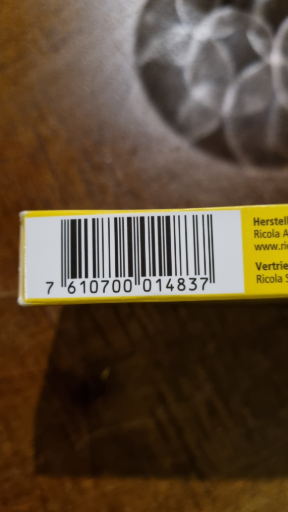 7 610700 014837
Herstell
Ricola A
www.ri
Vertrie
Ricola S